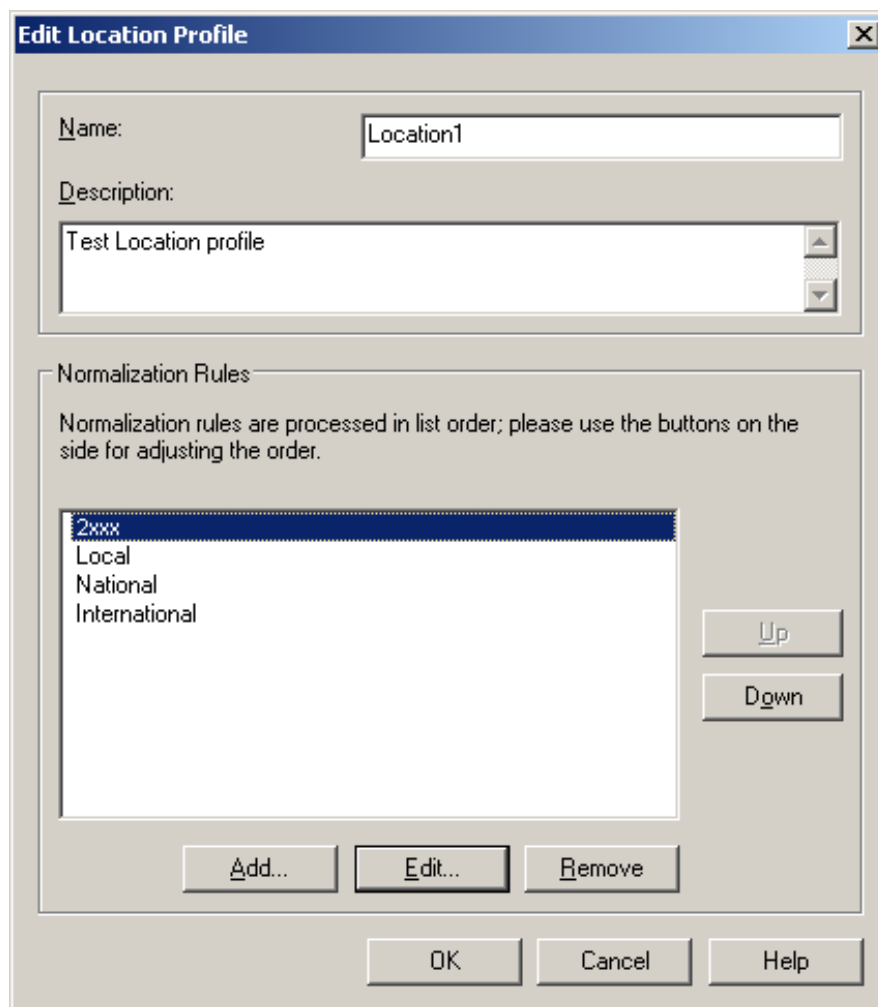 Edit Location Profile
Name:
Location1
Description:
Test Location profile
Normalization Rules
Normalization rules are processed in list order; please use the buttons on the
side for adjusting the order.
2xxx
Local
National
International
Up
Down
Add...
Edit...
Remove
OK
Cancel
Help